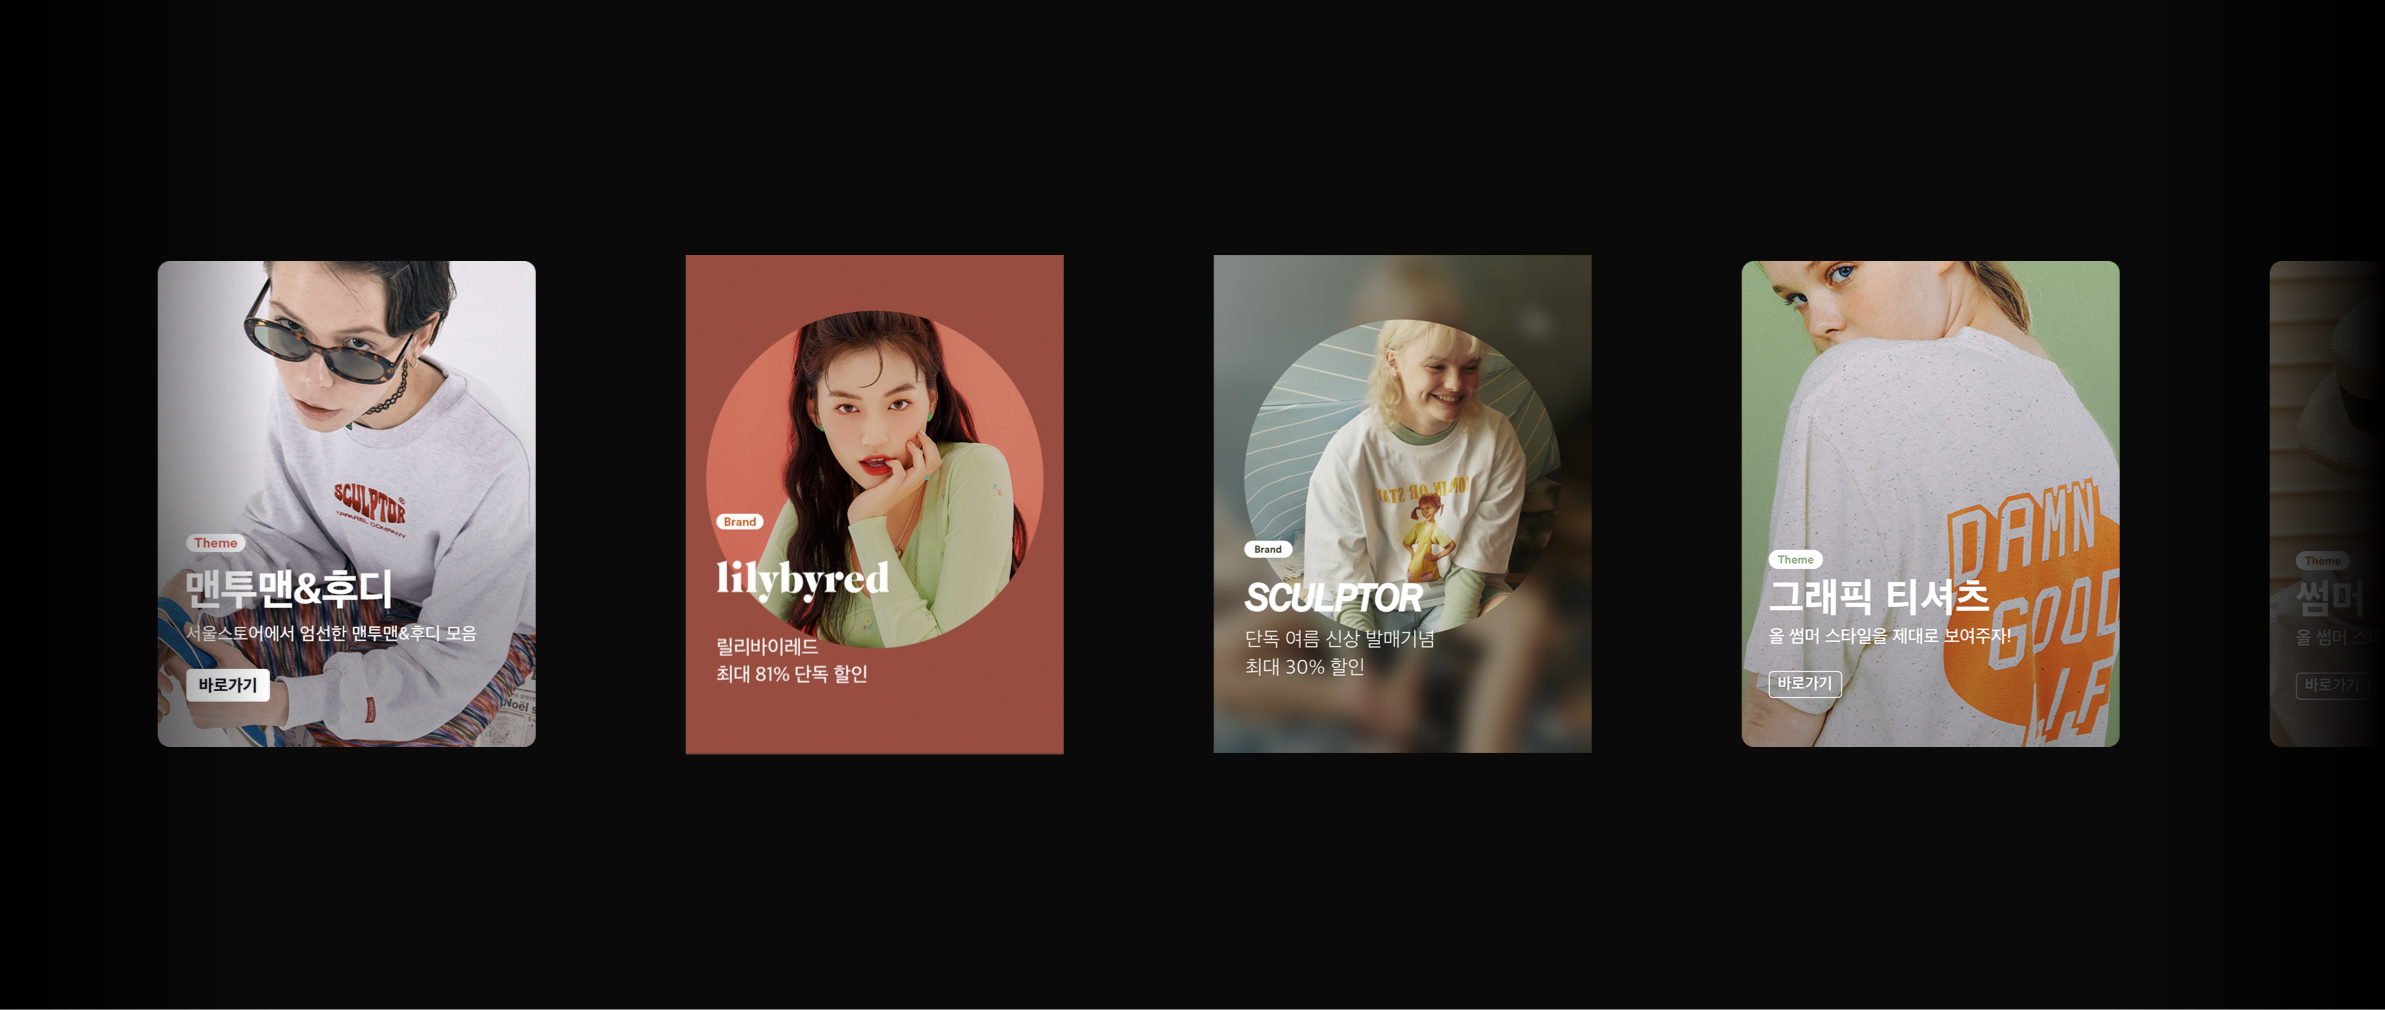 SCULPTOR®
APPAREL COMPANY
Theme
맨투맨&후디
서울스토어에서 엄선한 맨투맨&후디 모음
바로가기
Noël
Brand
lilybyred
릴리바이레드
최대 81% 단독 할인
Brand
SCULPTOR
단독 여름 신상 발매기념
최대 30% 할인
DAMN
GOOD
Theme
그래픽 티셔츠
올 썸머 스타일을 제대로 보여주자!
바로가기
Theme
썸머
올 썸머
바로가기